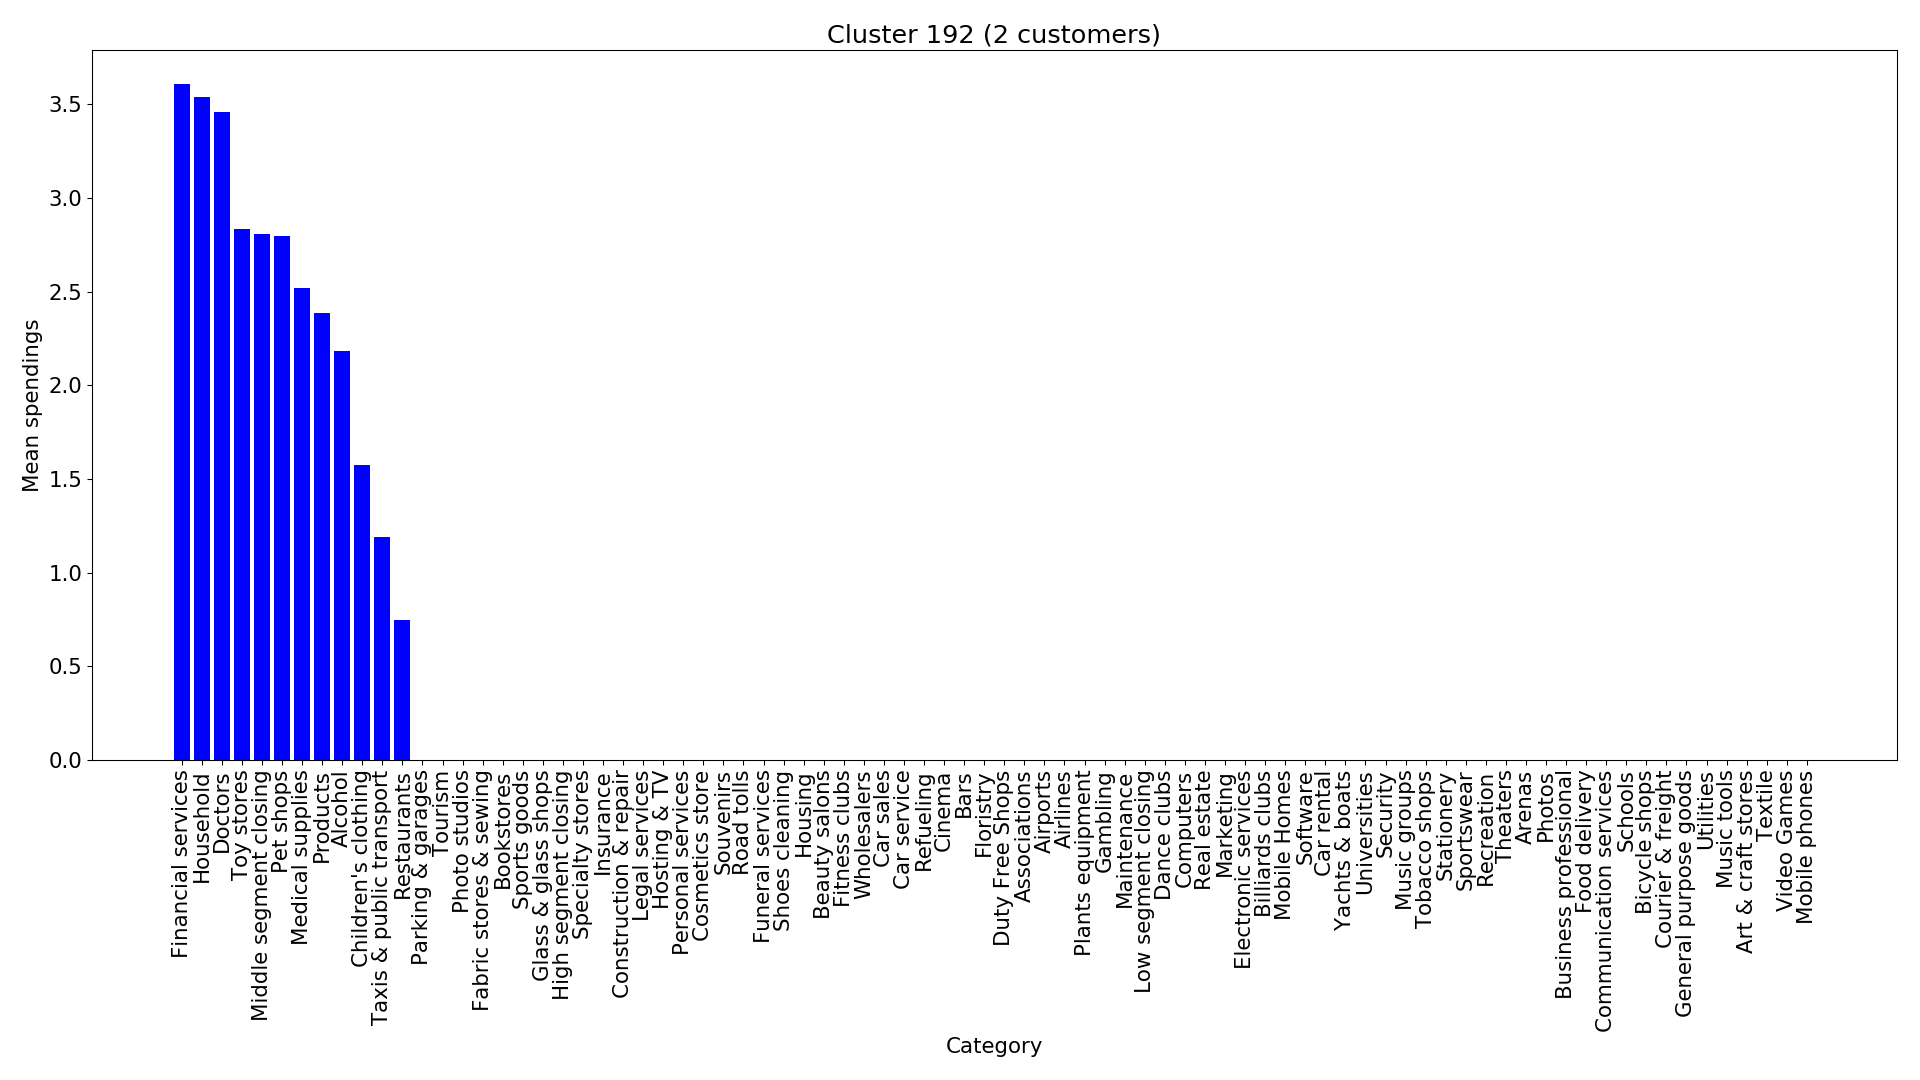 Cluster 192 (2 customers)
3.5
3.0
2.5
2.0
1.5
1.0
0.5
0.0
Mean spendings
Financial services
Household
Doctors
Toy stores
Middle segment closing
Pet shops
Medical supplies
Products
Alcohol
Children's clothing
Taxis & public transport
Restaurants
Parking & garages
Tourism
Photo studios
Fabric stores & sewing
Bookstores
Sports goods
Glass & glass shops
High segment closing
Specialty stores
Insurance
Construction & repair
Legal services
Hosting & TV
Personal services
Cosmetics store
Souvenirs
Road tolls
Funeral services
Shoes cleaning
Housing
Beauty salons
Fitness clubs
Wholesalers
Car sales
Car service
Refueling
Cinema
Bars
Floristry
Duty Free Shops
Associations
Airports
Airlines
Plants equipment
Gambling
Maintenance
Low segment closing
Dance clubs
Computers
Real estate
Marketing
Electronic services
Billiards clubs
Mobile Homes
Software
Car rental
Yachts & boats
Universities
Security
Music groups
Tobacco shops
Stationery
Sportswear
Recreation
Theaters
Arenas
Photos
Business professional
Food delivery
Communication services
Schools
Bicycle shops
Courier & freight
General purpose goods
Utilities
Music tools
Art & craft stores
Textile
Video Games
Mobile phones
Category